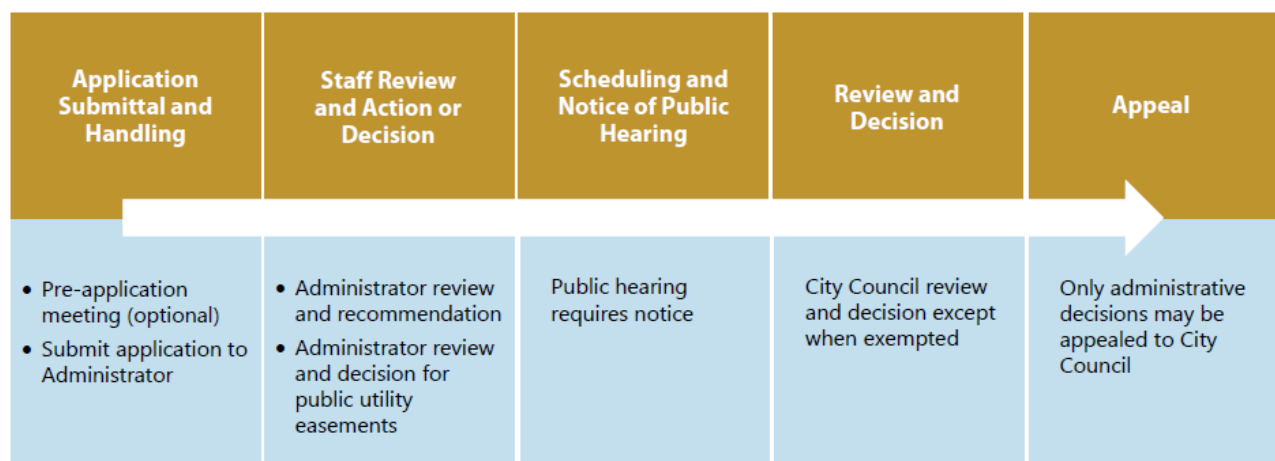 Application
Submittal and
Handling
Staff Review
and Action or
Decision
Scheduling and
Notice of Public
Hearing
Review and
Decision
Appeal
• Pre-application
meeting (optional)
• Submit application to
Administrator
• Administrator review
and recommendation
• Administrator review
and decision for
public utility
easements
Public hearing
requires notice
City Council review
and decision except
when exempted
Only administrative
decisions may be
appealed to City
Council